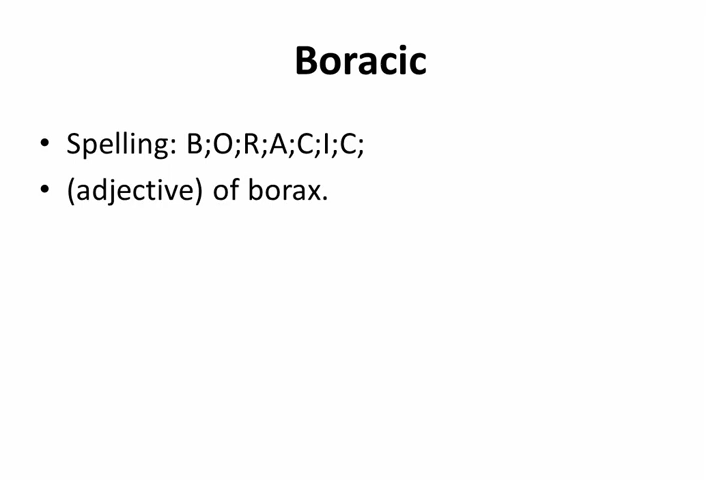 Boracic
• Spelling: B;O;R;A;C;I;C;
• (adjective) of borax.